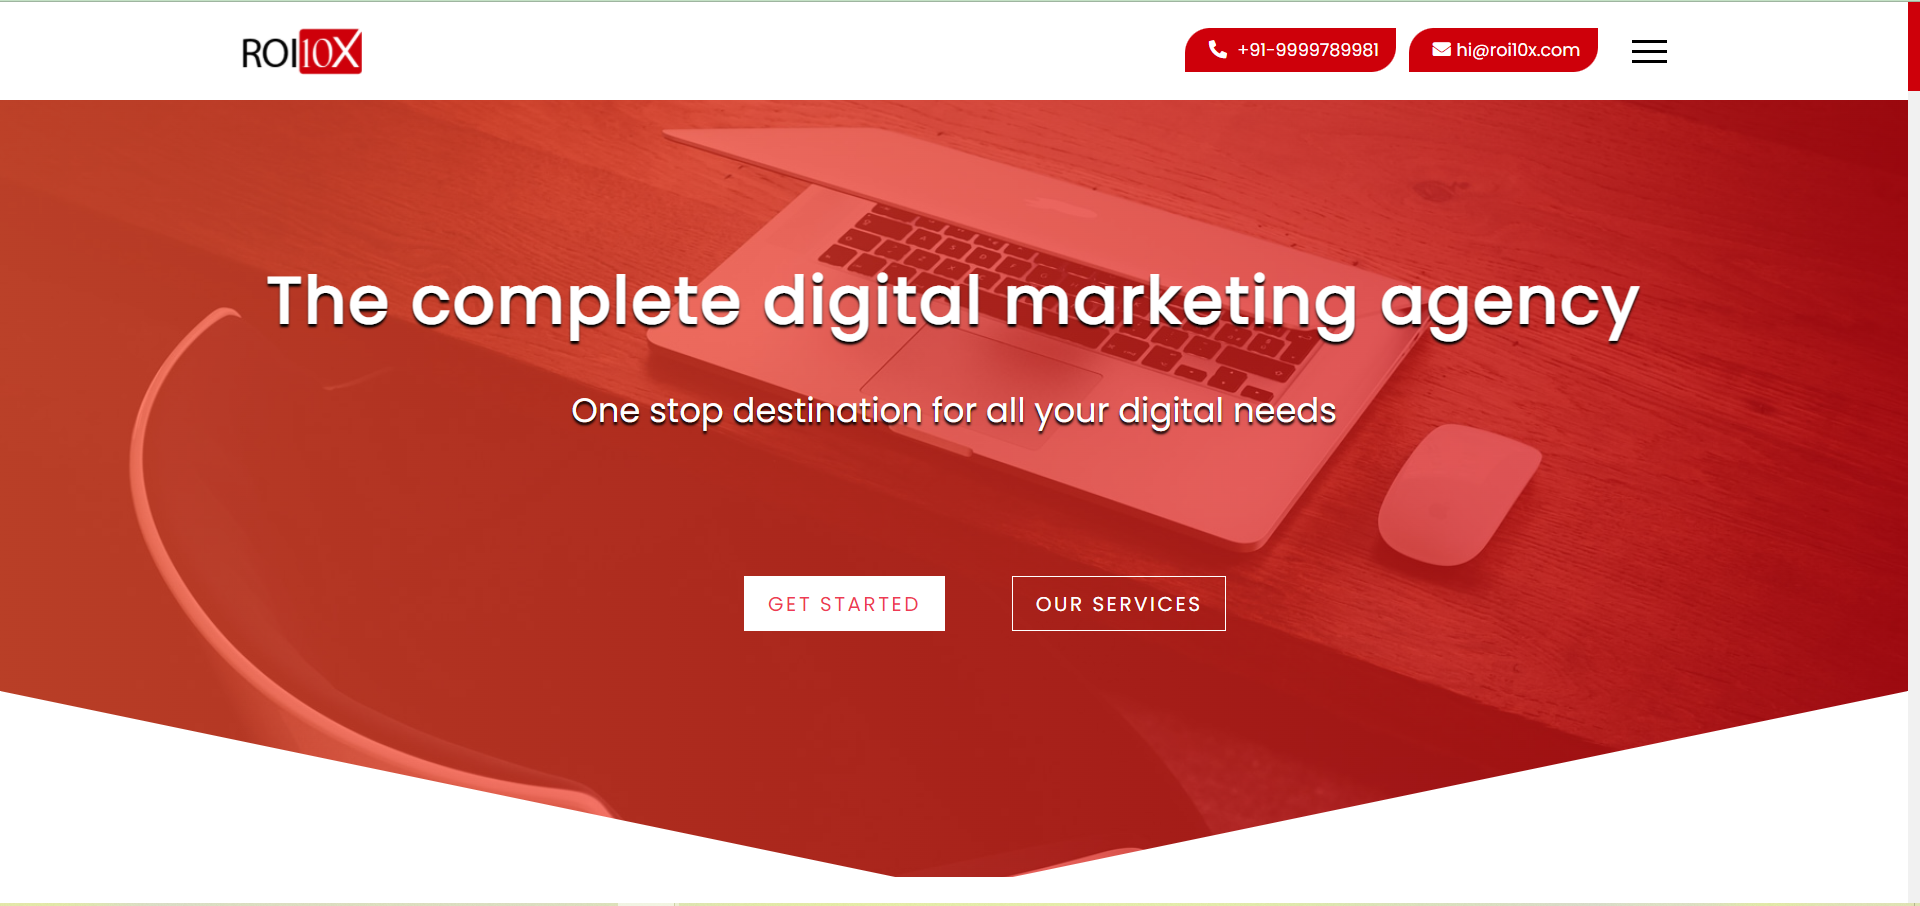 ROI10X
+91-9999789981
hi@roi10x.com
The complete digital marketing agency
One stop destination for all your digital needs
GET STARTED
OUR SERVICES